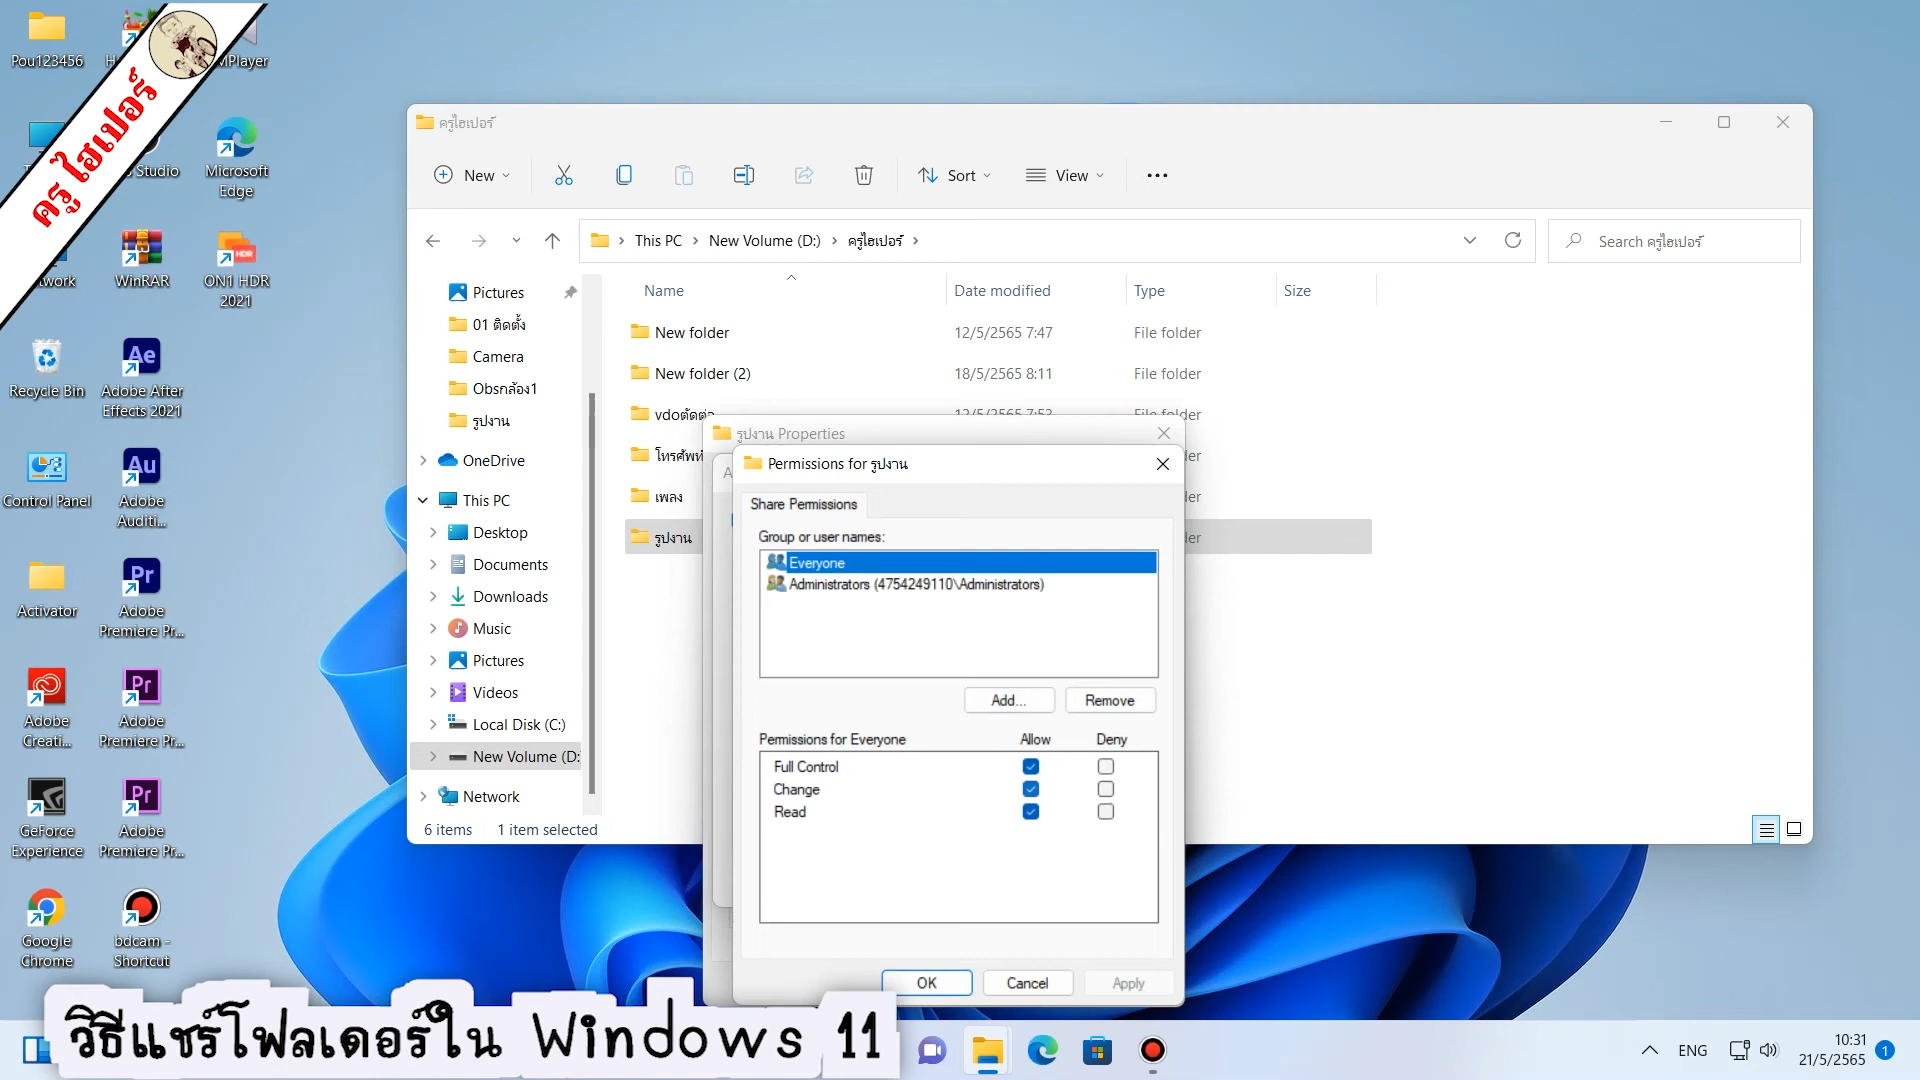 Pou123456
MPlayer
ครู ไฮเปอร์
Studio
Microsoft
Edge
WinRAR
ON1 HDR
2021
Recycle Bin
Adobe After
Effects 2021
Control Panel
Adobe
Auditi...
Activator
Adobe
Premiere Pr...
Adobe
Creati...
Adobe
Premiere Pr...
GeForce
Experience
Adobe
Premiere Pr...
Google
Chrome
bdcam -
Shortcut
ครูไฮเปอร์
New
Sort
View
This PC
New Volume (D:)
ครูไฮเปอร์
Search ครูไฮเปอร์
Pictures
01 ติดตั้ง
Camera
Obsกล้อง1
รูปงาน
OneDrive
This PC
Desktop
Documents
Downloads
Music
Pictures
Videos
Local Disk (C:)
New Volume (D:
Network
6 items 1 item selected
Name Date modified Type Size
New folder 12/5/2565 7:47 File folder
New folder (2) 18/5/2565 8:11 File folder
vdoตัดต่อ 12/5/2565 7:53 File folder
เพลง
รูปงาน
รูปงาน Properties
Permissions for รูปงาน
Share Permissions
Group or user names:
Everyone
Administrators (4754249110\Administrators)
Add... Remove
Permissions for Everyone Allow Deny
Full Control
Change
Read
OK Cancel Apply
วิธีแชร์โฟลเดอร์ใน Windows 11
ENG
10:31
21/5/2565
1